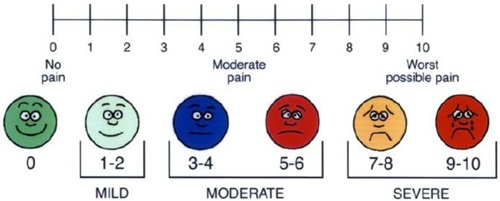 0 1 2 3 4 5 6 7 8 9 10
No Moderate Worst
pain pain possible pain
0 1-2 3-4 5-6 7-8 9-10
MILD MODERATE SEVERE